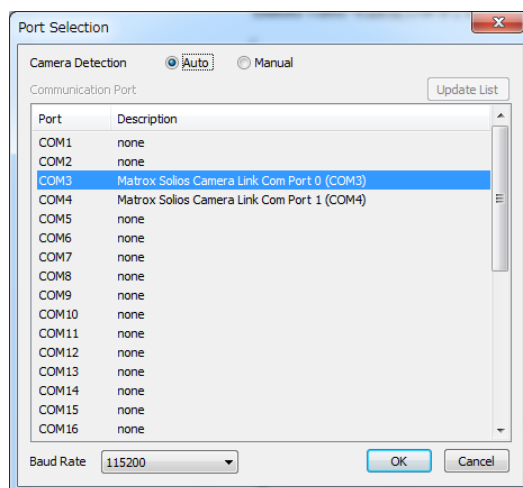 Port Selection
Camera Detection Auto Manual
Communication Port Update List
Port Description
COM1 none
COM2 none
COM3 Matrox Solios Camera Link Com Port 0 (COM3)
COM4 Matrox Solios Camera Link Com Port 1 (COM4)
COM5 none
COM6 none
COM7 none
COM8 none
COM9 none
COM10 none
COM11 none
COM12 none
COM13 none
COM14 none
COM15 none
COM16 none
Baud Rate 115200 OK Cancel